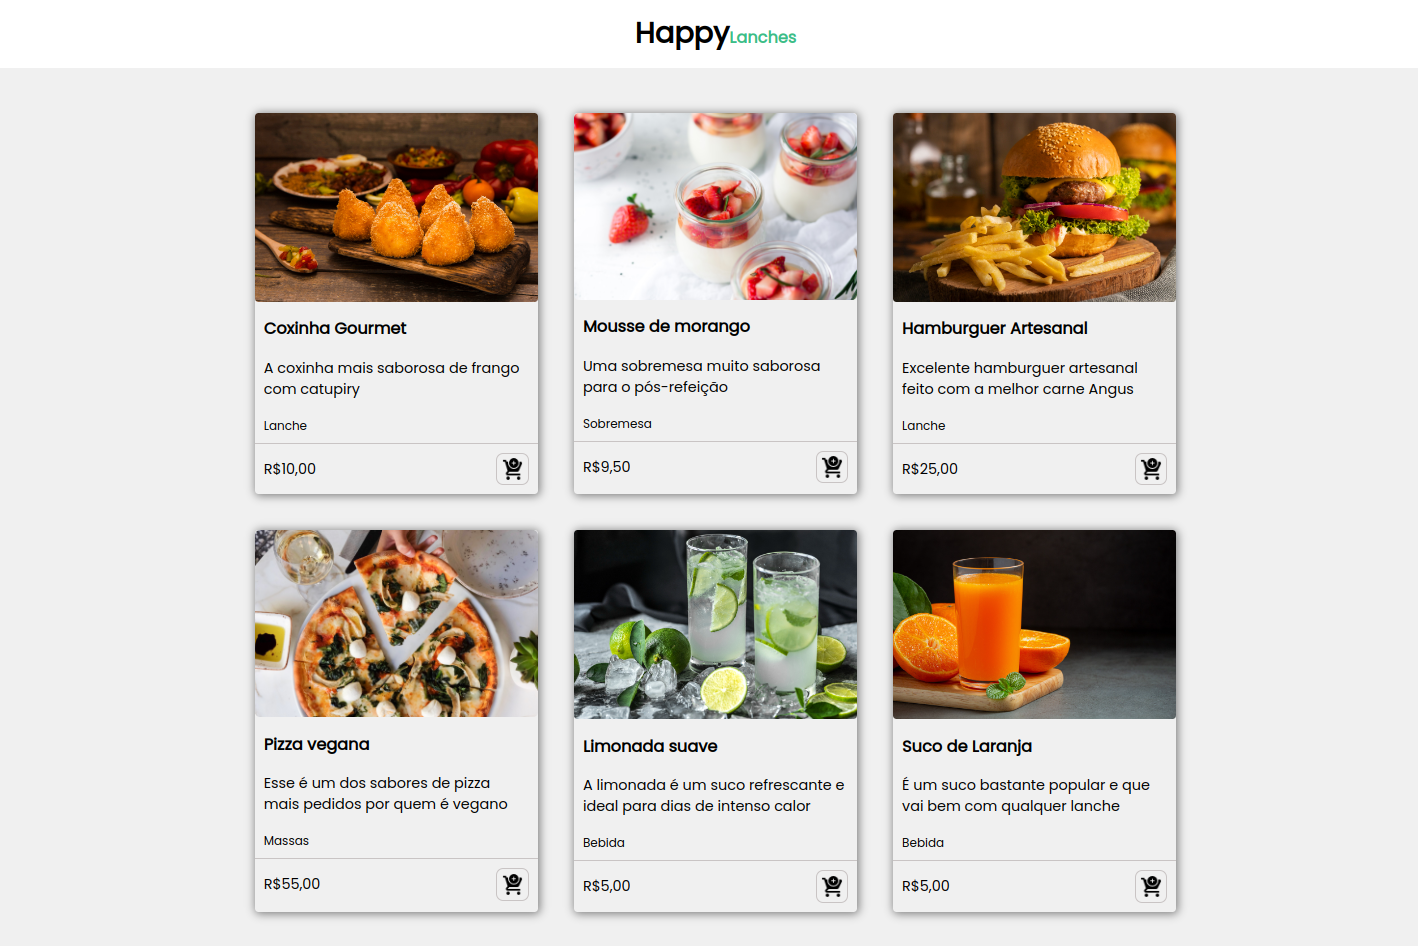 HappyLanches
Coxinha Gourmet
A coxinha mais saborosa de frango
com catupiry
Lanche
R$10,00
Mousse de morango
Uma sobremesa muito saborosa
para o pós-refeição
Sobremesa
R$9,50
Hamburguer Artesanal
Excelente hamburguer artesanal
feito com a melhor carne Angus
Lanche
R$25,00
Pizza vegana
Esse é um dos sabores de pizza
mais pedidos por quem é vegano
Massas
R$55,00
Limonada suave
A limonada é um suco refrescante e
ideal para dias de intenso calor
Bebida
R$5,00
Suco de Laranja
É um suco bastante popular e que
vai bem com qualquer lanche
Bebida
R$5,00